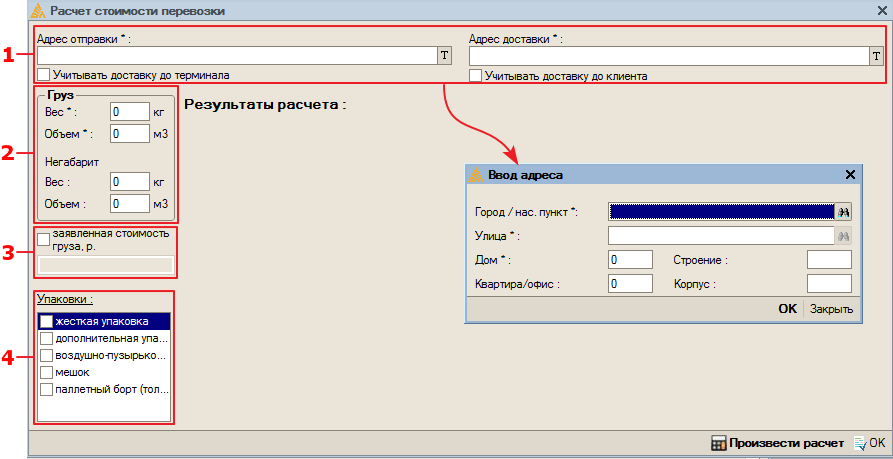 Расчет стоимости перевозки
1
Адрес отправки * :
Адрес доставки * :
T
T
Учитывать доставку до терминала
Учитывать доставку до клиента
2
Груз
Вес * : 0 кг
Объем * : 0 м3
Негабарит
Вес : 0 кг
Объем : 0 м3
Результаты расчета :
Ввод адреса
Город / нас. пункт *:
Улица * :
Дом * : 0 Строение :
Квартира/офис : 0 Корпус :
OK Закрыть
3
заявленная стоимость
груза, р.
4
Упаковки :
жесткая упаковка
дополнительная упа...
воздушно-пузырько...
мешок
паллетный борт (тол...
Произвести расчет OK